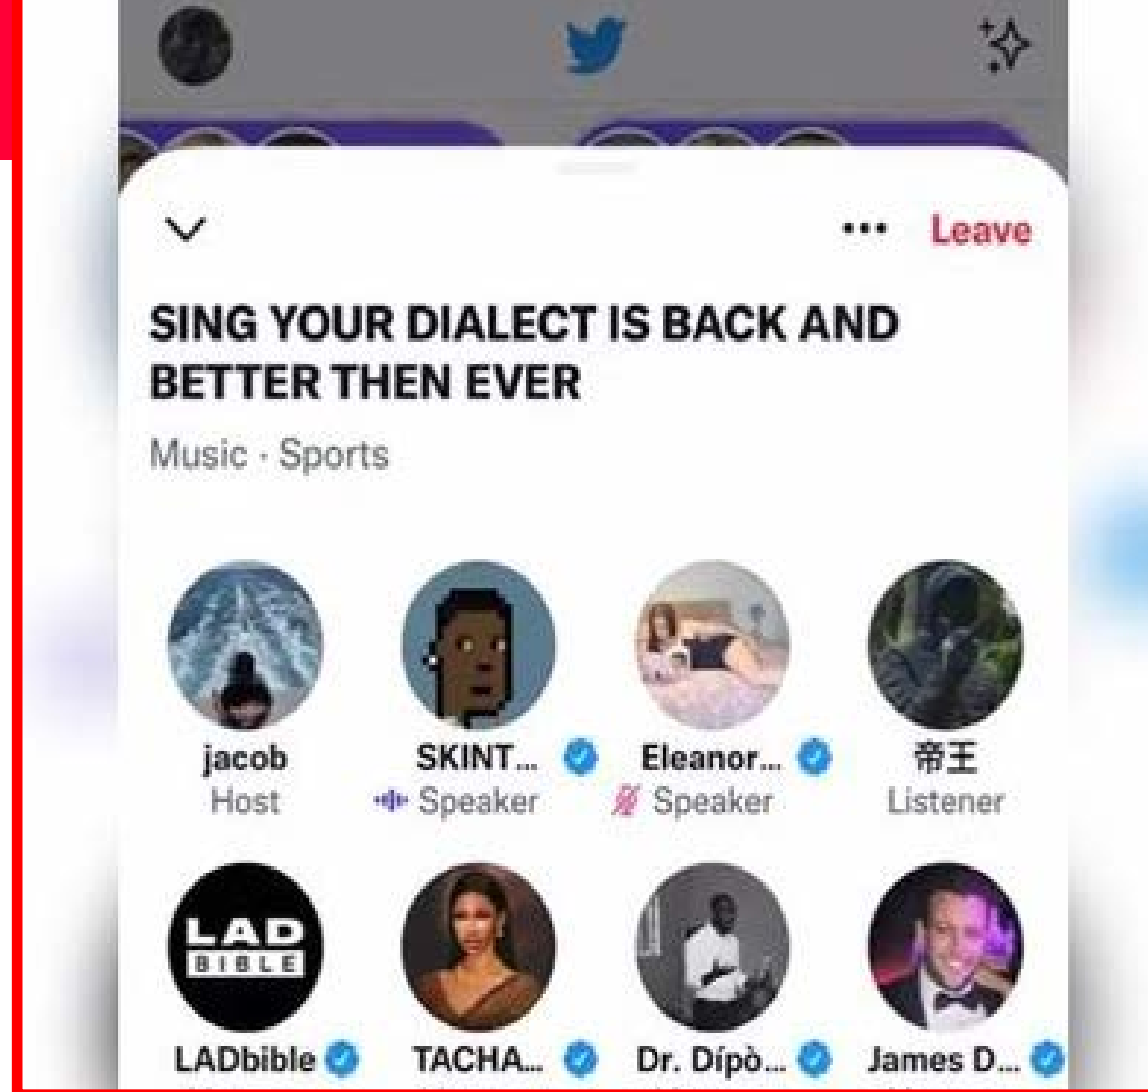 Leave
SING YOUR DIALECT IS BACK AND
BETTER THEN EVER
Music · Sports
jacob
SKINT...
Eleanor...
帝王
Host
Speaker
Speaker
Listener
LAD
BIBLE
LADbible
TACHA...
Dr. Dípò...
James D...